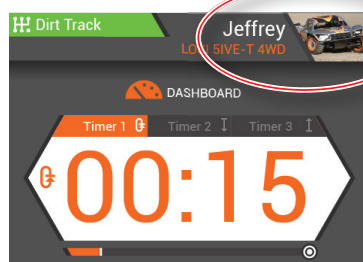 Dirt Track
Jeffrey
LOSI 5IVE-T 4WD
DASHBOARD
Timer 1 Timer 2 Timer 3
00:15